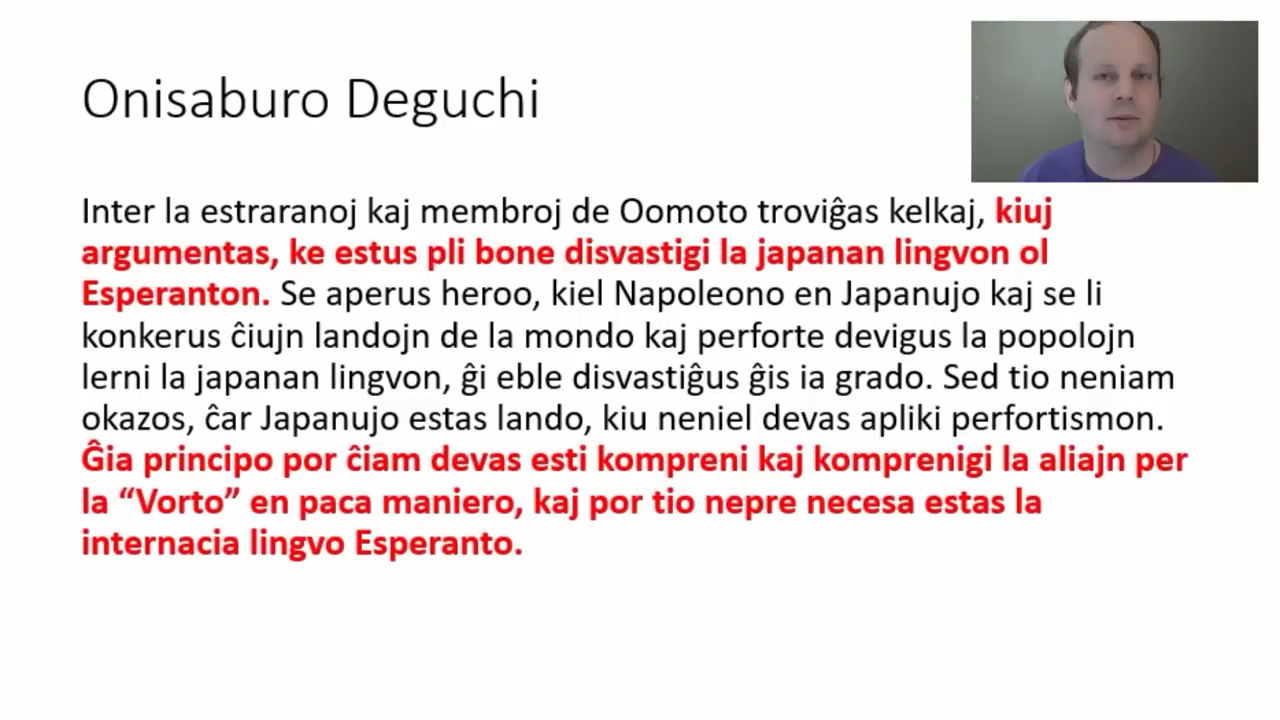 Onisaburo Deguchi
Inter la estraranoj kaj membroj de Oomoto troviĝas kelkaj, kiuj
argumentas, ke estus pli bone disvastigi la japanan lingvon ol
Esperanton. Se aperus heroo, kiel Napoleono en Japanujo kaj se li
konkerus ĉiujn landojn de la mondo kaj perforte devigus la popolojn
lerni la japanan lingvon, ĝi eble disvastiĝus ĝis ia grado. Sed tio neniam
okazos, ĉar Japanujo estas lando, kiu neniel devas apliki perfortismon.
Ĝia principo por ĉiam devas esti kompreni kaj komprenigi la aliajn per
la “Vorto” en paca maniero, kaj por tio nepre necesa estas la
internacia lingvo Esperanto.